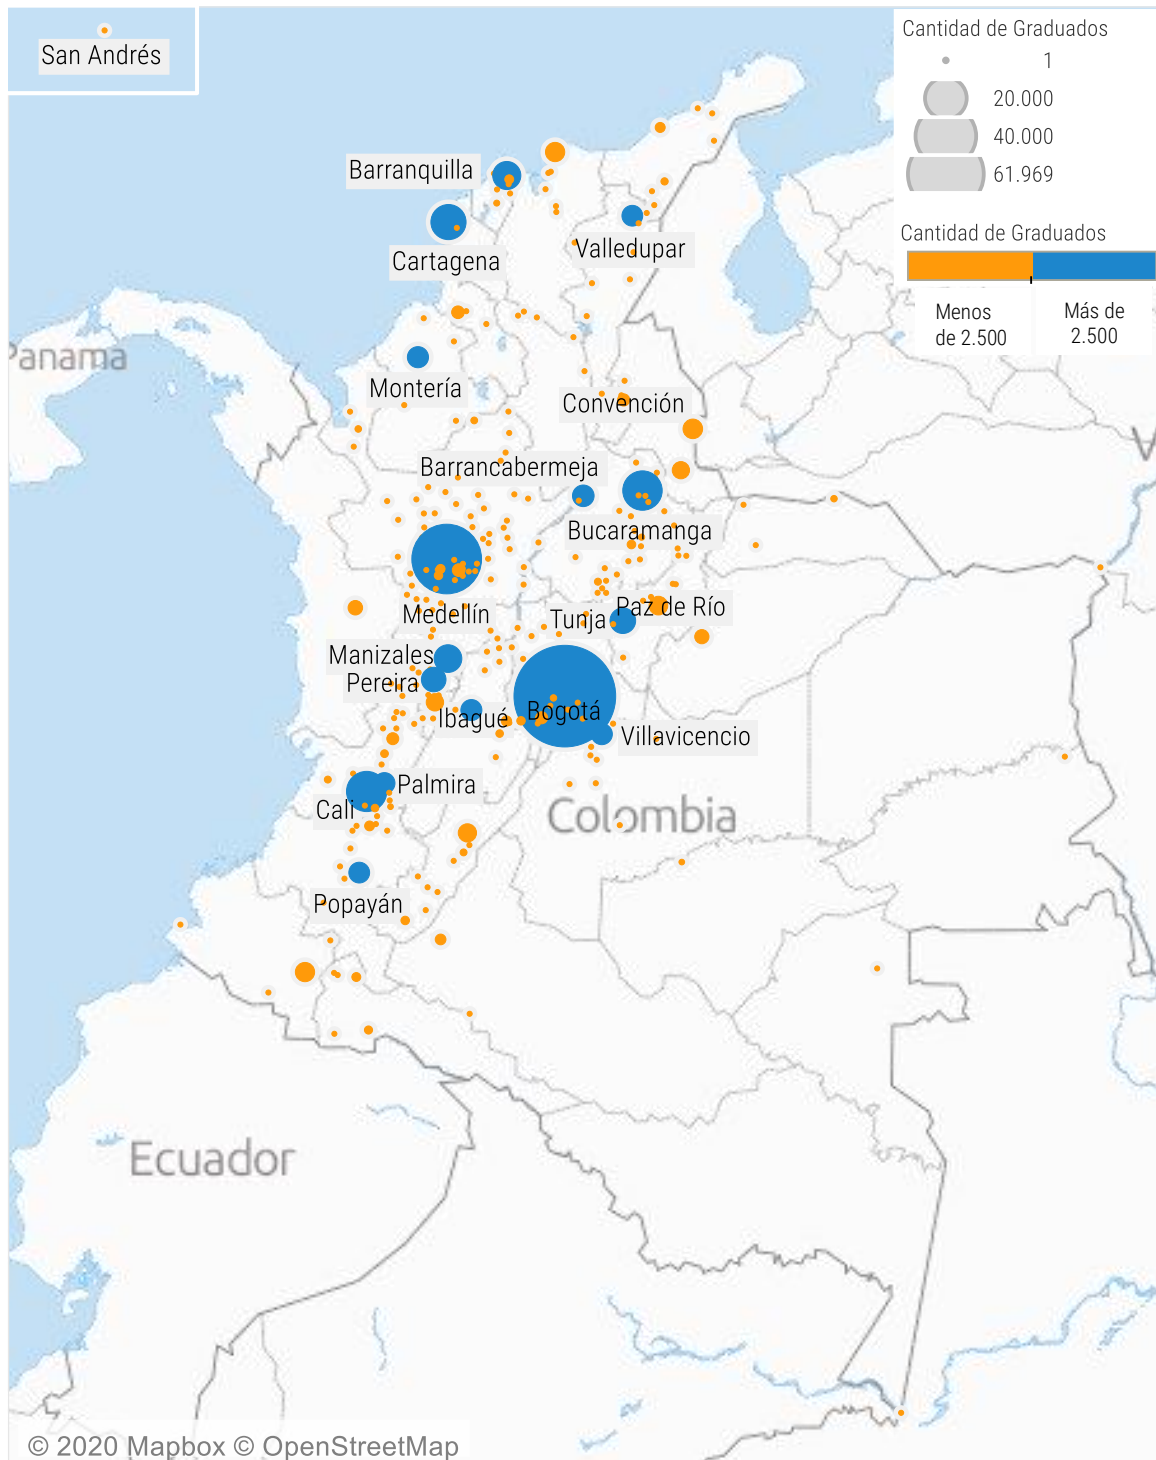 San Andrés
Cantidad de Graduados
1
20.000
40.000
61.969
Cantidad de Graduados
Menos
de 2.500
Más de
2.500
Barranquilla
Cartagena
Valledupar
Panama
Montería
Convención
Barrancabermeja
Bucaramanga
Medellín
Tunja
Paz de Río
Manizales
Pereira
Ibagué
Bogotá
Villavicencio
Palmira
Cali
Colombia
Popayán
Ecuador
© 2020 Mapbox © OpenStreetMap